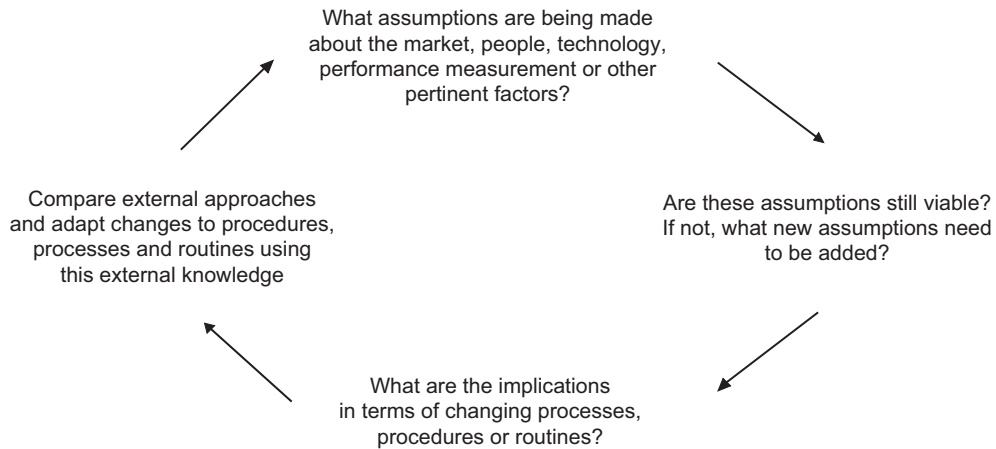 What assumptions are being made
about the market, people, technology,
performance measurement or other
pertinent factors?
Are these assumptions still viable?
If not, what new assumptions need
to be added?
What are the implications
in terms of changing processes,
procedures or routines?
Compare external approaches
and adapt changes to procedures,
processes and routines using
this external knowledge